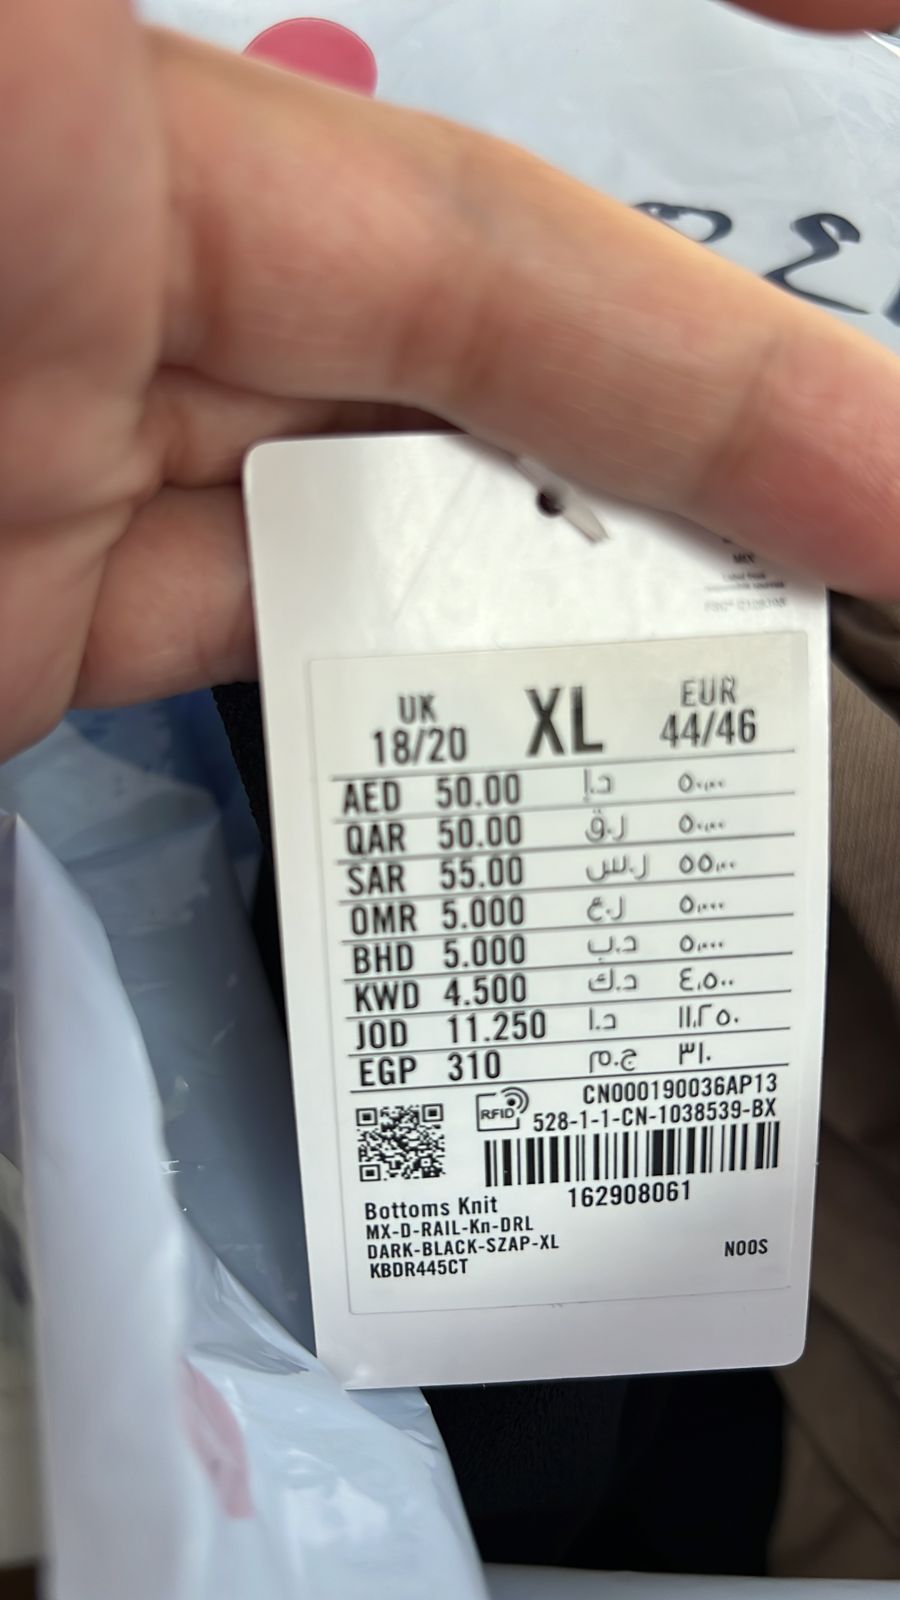 MIX
FSC® C128305
UK XL EUR
18/20 44/46
AED 50.00 د.إ ٥٠,٠٠
QAR 50.00 ر.ق ٥٠,٠٠
SAR 55.00 ر.س ٥٥,٠٠
OMR 5.000 ر.ع ٥,٠٠٠
BHD 5.000 د.ب ٥,٠٠٠
KWD 4.500 د.ك ٤,٥٠٠
JOD 11.250 د.ا ١١,٢٥٠
EGP 310 ج.م ٣١٠
CN000190036AP13
RFID 528-1-1-CN-1038539-BX
162908061
Bottoms Knit
MX-D-RAIL-Kn-DRL
DARK-BLACK-SZAP-XL
KBDR445CT NOOS